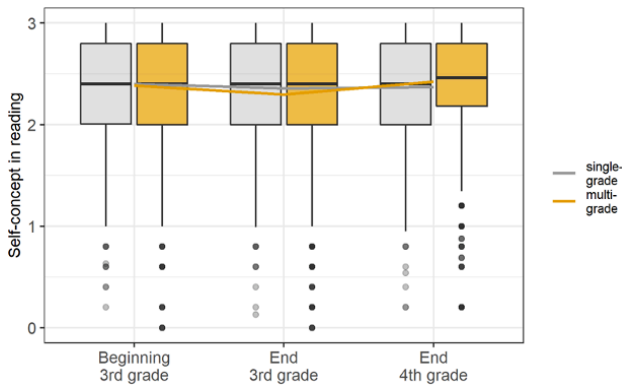 Self-concept in reading
3
2
1
0
Beginning
3rd grade
End
3rd grade
End
4th grade
single-
grade
multi-
grade